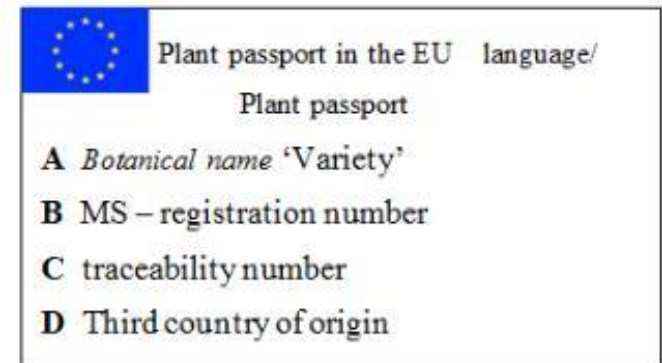 Plant passport in the EU language/
Plant passport
A Botanical name ‘Variety’
B MS – registration number
C traceability number
D Third country of origin